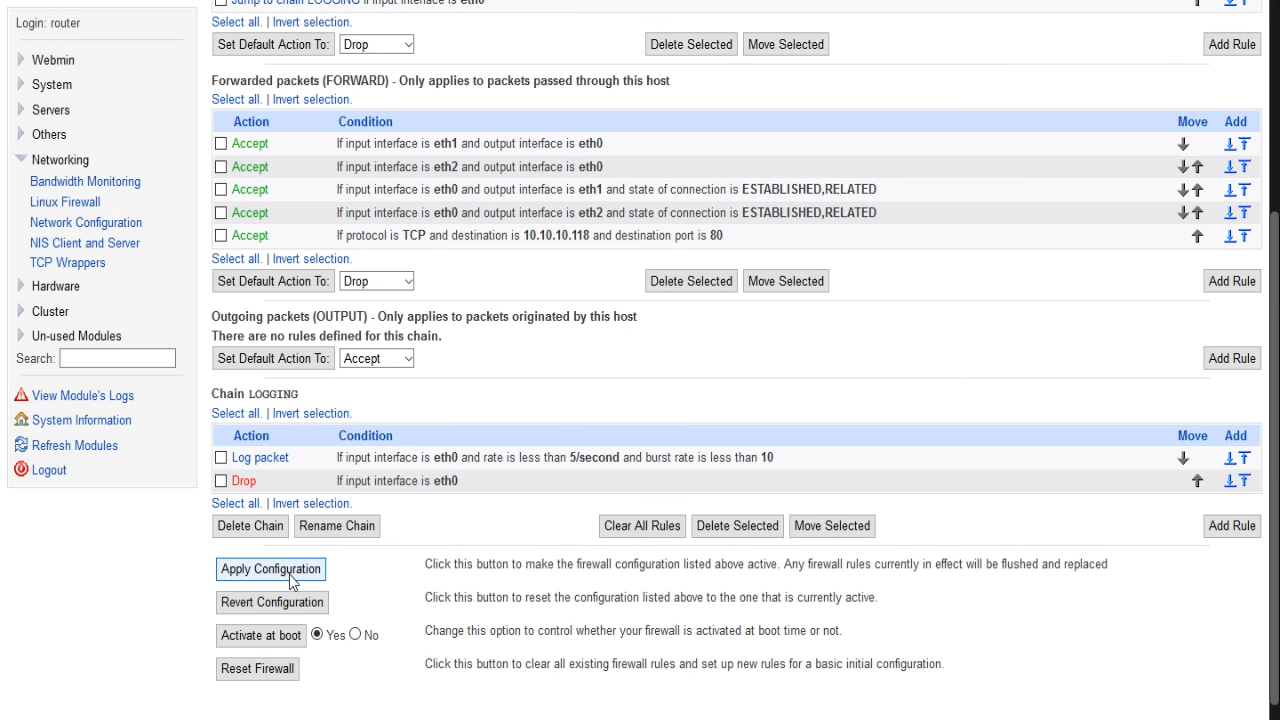 Login: router
Webmin
System
Servers
Others
Networking
Bandwidth Monitoring
Linux Firewall
Network Configuration
NIS Client and Server
TCP Wrappers
Hardware
Cluster
Un-used Modules
Search:
View Module's Logs
System Information
Refresh Modules
Logout
Jump to chain LOGGING If input interface is eth0
Select all. | Invert selection.
Set Default Action To: Drop Delete Selected Move Selected Add Rule
Forwarded packets (FORWARD) - Only applies to packets passed through this host
Select all. | Invert selection.
Action Condition Move Add
Accept If input interface is eth1 and output interface is eth0
Accept If input interface is eth2 and output interface is eth0
Accept If input interface is eth0 and output interface is eth1 and state of connection is ESTABLISHED,RELATED
Accept If input interface is eth0 and output interface is eth2 and state of connection is ESTABLISHED,RELATED
Accept If protocol is TCP and destination is 10.10.10.118 and destination port is 80
Select all. | Invert selection.
Set Default Action To: Drop Delete Selected Move Selected Add Rule
Outgoing packets (OUTPUT) - Only applies to packets originated by this host
There are no rules defined for this chain.
Set Default Action To: Accept Add Rule
Chain LOGGING
Select all. | Invert selection.
Action Condition Move Add
Log packet If input interface is eth0 and rate is less than 5/second and burst rate is less than 10
Drop If input interface is eth0
Select all. | Invert selection.
Delete Chain Rename Chain Clear All Rules Delete Selected Move Selected Add Rule
Apply Configuration Click this button to make the firewall configuration listed above active. Any firewall rules currently in effect will be flushed and replaced
Revert Configuration Click this button to reset the configuration listed above to the one that is currently active.
Activate at boot Yes No Change this option to control whether your firewall is activated at boot time or not.
Reset Firewall Click this button to clear all existing firewall rules and set up new rules for a basic initial configuration.